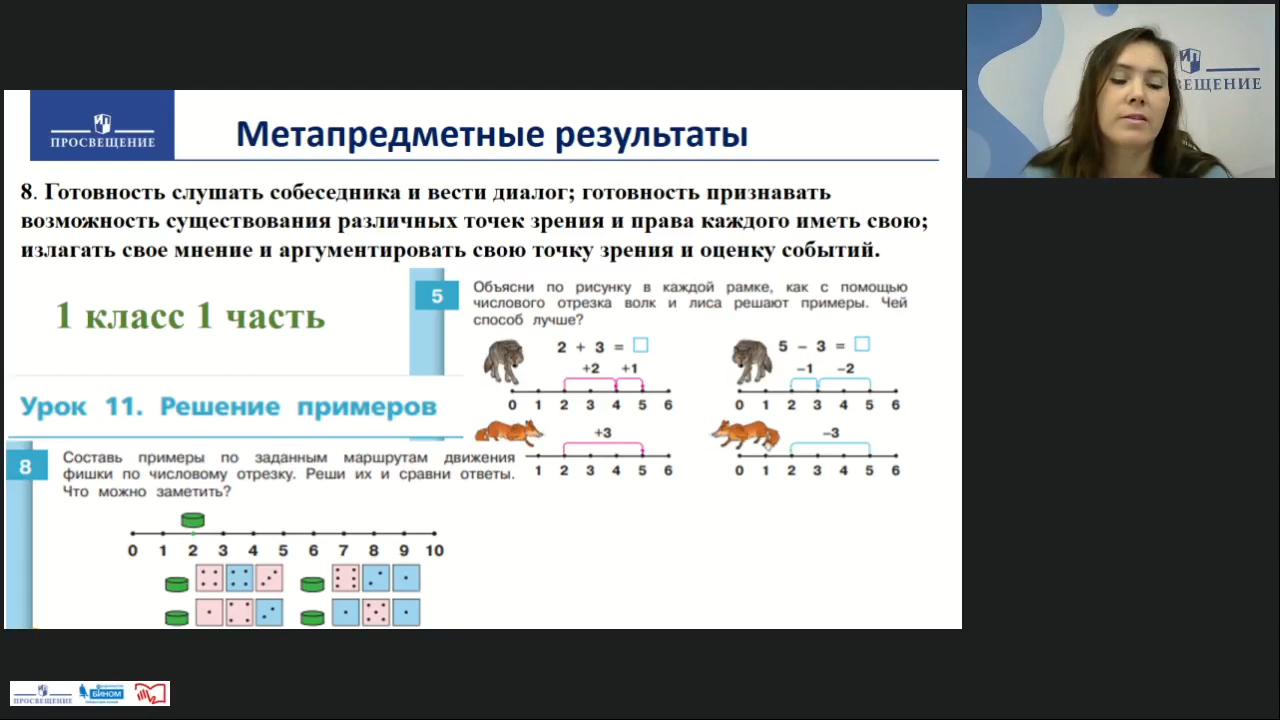 ПРОСВЕЩЕНИЕ
Метапредметные результаты
8. Готовность слушать собеседника и вести диалог; готовность признавать
возможность существования различных точек зрения и права каждого иметь свою;
излагать свое мнение и аргументировать свою точку зрения и оценку событий.
1 класс 1 часть
5
Объясни по рисунку в каждой рамке, как с помощью
числового отрезка волк и лиса решают примеры. Чей
способ лучше?
2 + 3 =
+2 +1
0 1 2 3 4 5 6
+3
1 2 3 4 5 6
5 − 3 =
−1 −2
0 1 2 3 4 5 6
−3
0 1 2 3 4 5 6
Урок 11. Решение примеров
8
Составь примеры по заданным маршрутам движения
фишки по числовому отрезку. Реши их и сравни ответы.
Что можно заметить?
0 1 2 3 4 5 6 7 8 9 10
ПРОСВЕЩЕНИЕ
БИНОМ
ИП
ВЕЩЕНИЕ